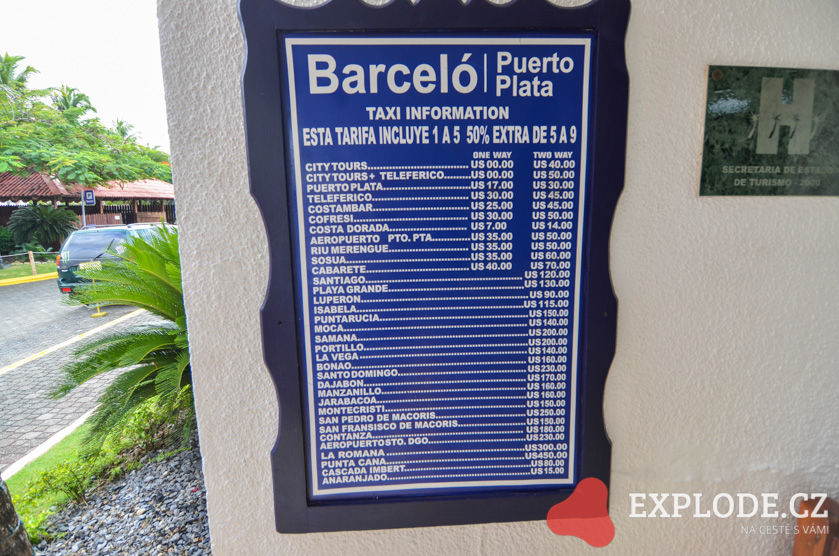 Barceló | Puerto Plata
TAXI INFORMATION
ESTA TARIFA INCLUYE 1 A 5 50% EXTRA DE 5 A 9
ONE WAY TWO WAY
CITY TOURS US 00.00 US 40.00
CITY TOURS+ TELEFERICO US 00.00 US 50.00
PUERTO PLATA US 17.00 US 30.00
TELEFERICO US 30.00 US 45.00
COSTAMBAR US 25.00 US 45.00
COFRESI US 30.00 US 50.00
COSTA DORADA US 7.00 US 14.00
AEROPUERTO PTO. PTA US 35.00 US 50.00
RIU MERENGUE US 35.00 US 50.00
SOSUA US 35.00 US 60.00
CABARETE US 40.00 US 70.00
SANTIAGO US 120.00
PLAYA GRANDE US 130.00
LUPERON US 90.00
ISABELA US 115.00
PUNTARUCIA US 150.00
MOCA US 140.00
SAMANA US 200.00
PORTILLO US 200.00
LA VEGA US 140.00
BONAO US 160.00
SANTO DOMINGO US 230.00
DAJABON US 170.00
MANZANILLO US 160.00
JARABACOA US 160.00
MONTECRISTI US 150.00
SAN PEDRO DE MACORIS US 250.00
SAN FRANSISCO DE MACORIS US 150.00
CONTANZA US 180.00
AEROPUERTOSTO. DGO US 230.00
LA ROMANA US300.00
PUNTA CANA US450.00
CASCADA IMBERT US 80.00
ANARANJADO US 15.00
H
SECRETARIA DE ESTADO
DE TURISMO
EXPLODE.CZ
NA CESTĚ S VÁMI